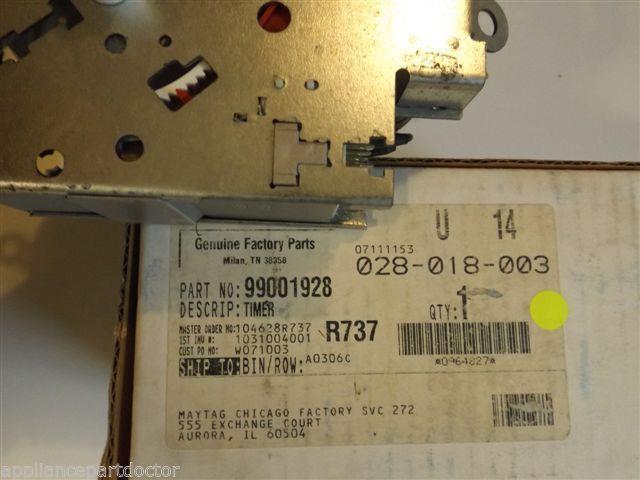 U 14
Genuine Factory Parts
Milan, TN 38358
07111153
028-018-003
PART NO: 99001928
DESCRIP: TIMER
QTY: 1
MASTER ORDER NO: 104628R737
R737
1ST INV #: 1031004001
CUST PO NO: W071003
SHIP TO: BIN/ROW: A0306C
*0964827*
MAYTAG CHICAGO FACTORY SVC 272
555 EXCHANGE COURT
AURORA, IL 60504
© appliancepartdoctor